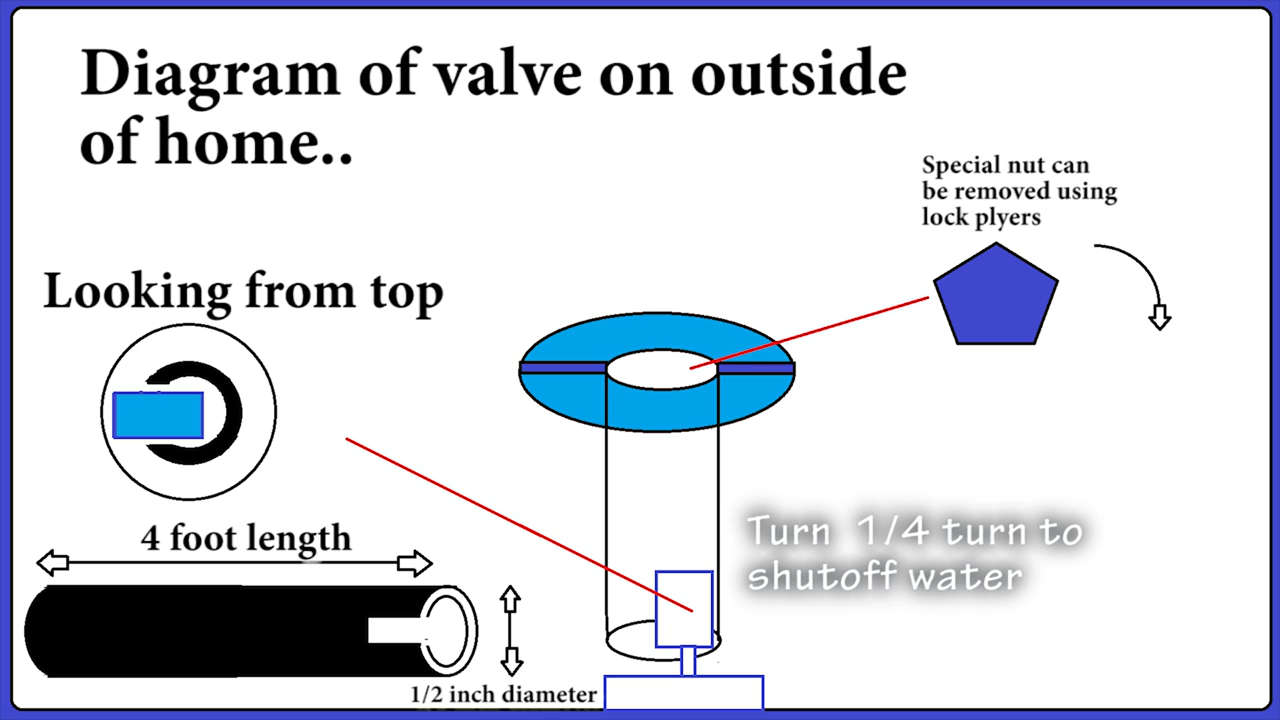 Diagram of valve on outside
of home..
Special nut can
be removed using
lock plyers
Looking from top
4 foot length
Turn 1/4 turn to
shutoff water
1/2 inch diameter